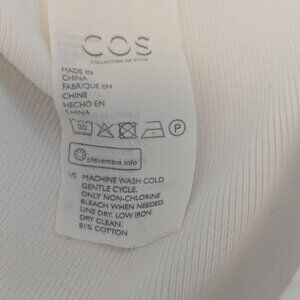 COS
COLLECTION OF STYLE
MADE IN
CHINA
FABRIQUE EN
CHINE
HECHO EN
CHINA
30 P
clevercare.info
US MACHINE WASH COLD
GENTLE CYCLE.
ONLY NON-CHLORINE
BLEACH WHEN NEEDED.
LINE DRY. LOW IRON.
DRY CLEAN.
81% COTTON